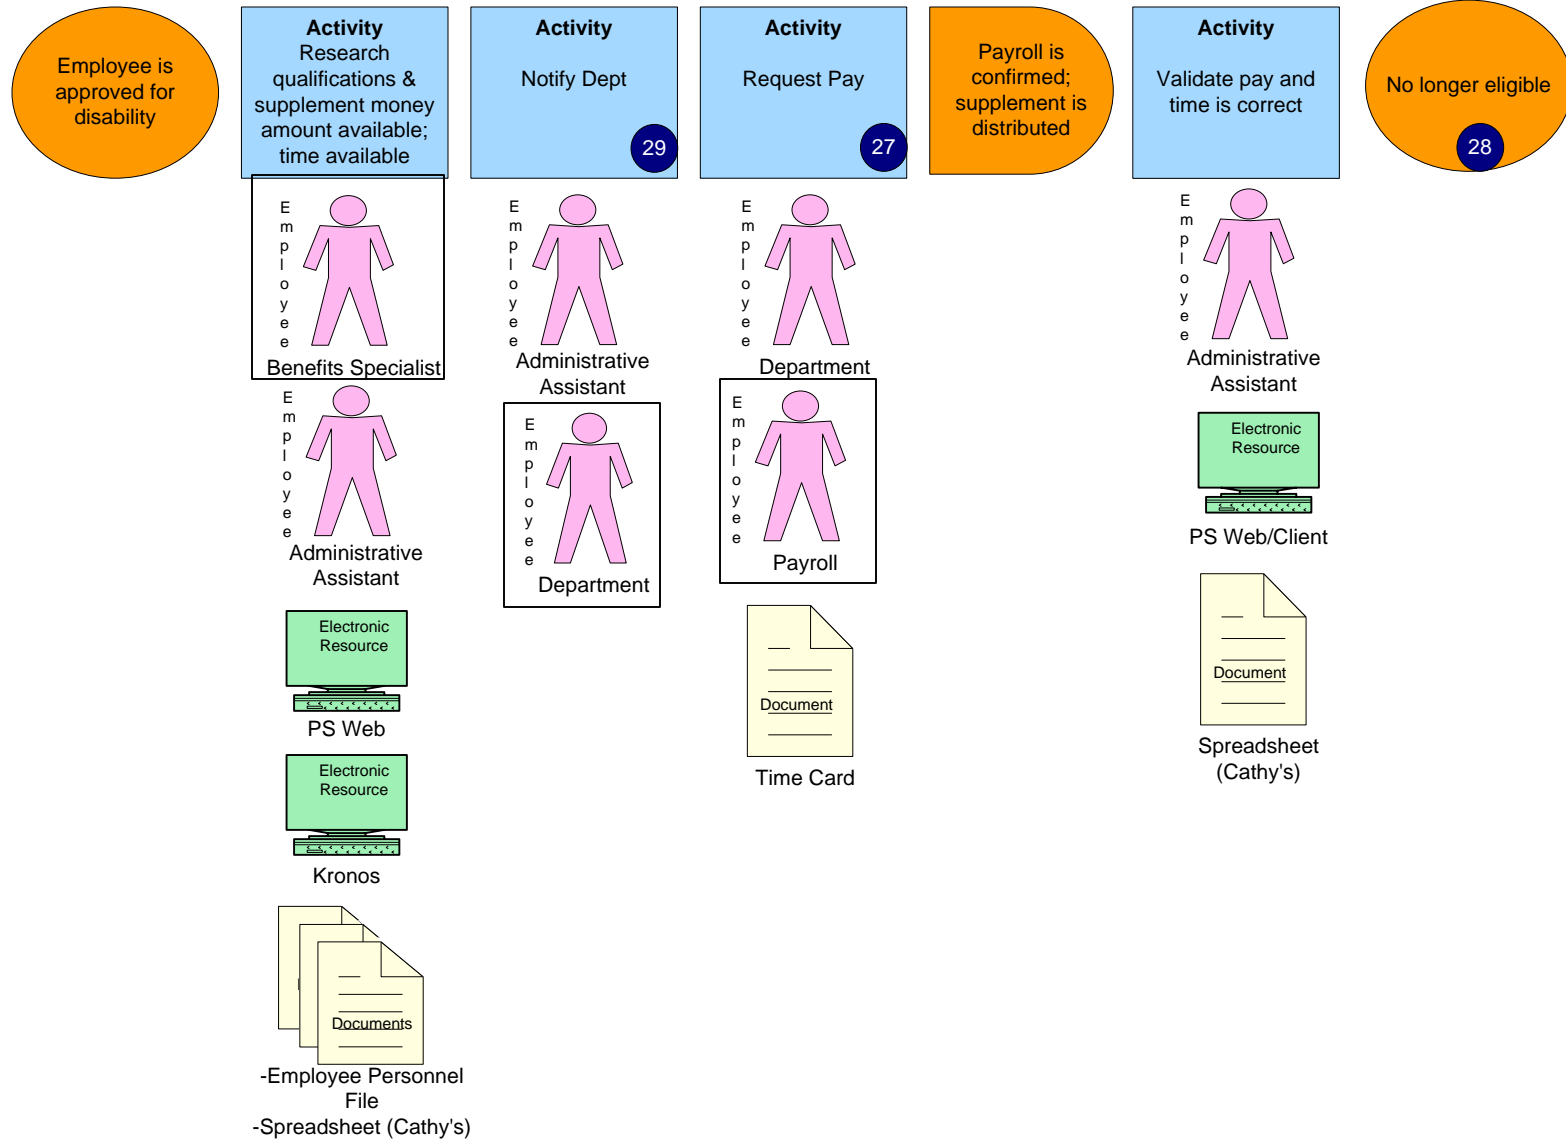 Employee is
approved for
disability
Activity
Research
qualifications &
supplement money
amount available;
time available
Activity
Notify Dept
29
Activity
Request Pay
27
Payroll is
confirmed;
supplement is
distributed
Activity
Validate pay and
time is correct
No longer eligible
28
Employee
Benefits Specialist
Employee
Administrative
Assistant
Electronic
Resource
PS Web
Electronic
Resource
Kronos
Documents
-Employee Personnel
File
-Spreadsheet (Cathy's)
Employee
Administrative
Assistant
Employee
Department
Employee
Department
Employee
Payroll
Document
Time Card
Employee
Administrative
Assistant
Electronic
Resource
PS Web/Client
Document
Spreadsheet
(Cathy's)